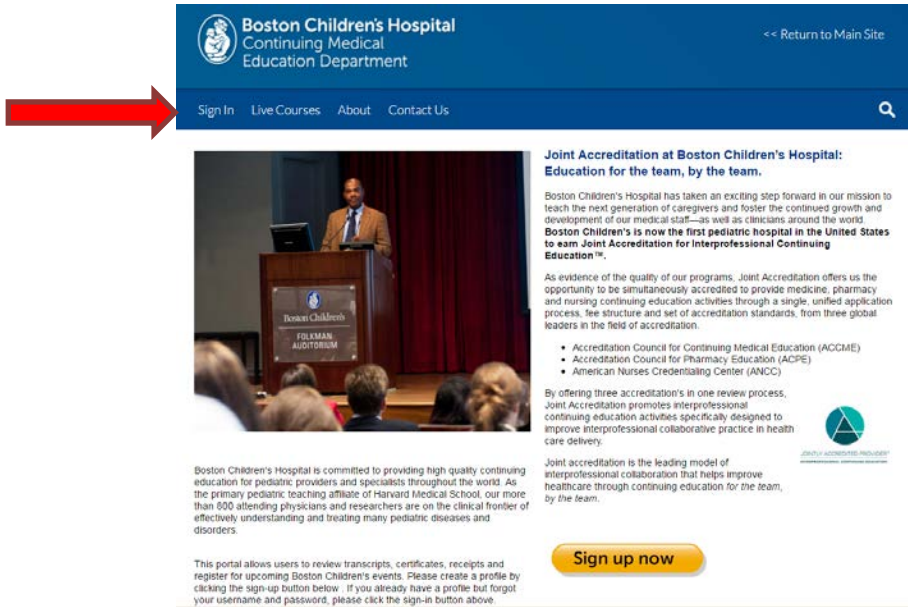 Boston Children's Hospital
Continuing Medical
Education Department
<< Return to Main Site
Sign In Live Courses About Contact Us
Boston Children's
FOLKMAN
AUDITORIUM
Boston Children's Hospital is committed to providing high quality continuing
education for pediatric providers and specialists throughout the world. As
the primary pediatric teaching affiliate of Harvard Medical School, our more
than 800 attending physicians and researchers are on the clinical frontier of
effectively understanding and treating many pediatric diseases and
disorders.
This portal allows users to review transcripts, certificates, receipts and
register for upcoming Boston Children's events. Please create a profile by
clicking the sign-up button below . If you already have a profile but forgot
your username and password, please click the sign-in button above.
Joint Accreditation at Boston Children's Hospital:
Education for the team, by the team.
Boston Children's Hospital has taken an exciting step forward in our mission to
teach the next generation of caregivers and foster the continued growth and
development of our medical staff—as well as clinicians around the world.
Boston Children's is now the first pediatric hospital in the United States
to earn Joint Accreditation for Interprofessional Continuing
Education™.
As evidence of the quality of our programs, Joint Accreditation offers us the
opportunity to be simultaneously accredited to provide medicine, pharmacy
and nursing continuing education activities through a single, unified application
process, fee structure and set of accreditation standards, from three global
leaders in the field of accreditation.
• Accreditation Council for Continuing Medical Education (ACCME)
• Accreditation Council for Pharmacy Education (ACPE)
• American Nurses Credentialing Center (ANCC)
By offering three accreditation's in one review process,
Joint Accreditation promotes interprofessional
continuing education activities specifically designed to
improve interprofessional collaborative practice in health
care delivery.
JOINTLY ACCREDITED PROVIDER™
INTERPROFESSIONAL CONTINUING EDUCATION
Joint accreditation is the leading model of
interprofessional collaboration that helps improve
healthcare through continuing education for the team,
by the team.
Sign up now